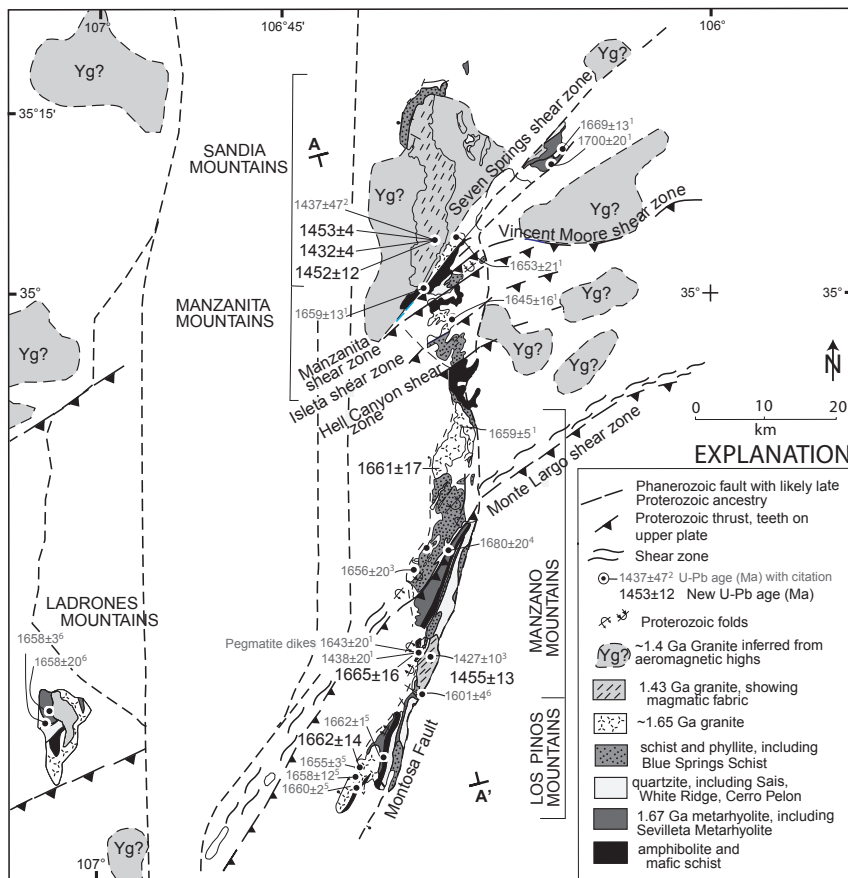 107°
106°45'
106°
Yg?
Yg?
35°15'
1669±13¹
1700±20¹
A
SANDIA
MOUNTAINS
Seven Springs shear zone
Yg?
Yg?
1437±47²
1453±4
1432±4
1452±12
Vincent Moore shear zone
1653±21¹
35°
35°
35°
MANZANITA
MOUNTAINS
1659±13¹
1645±16¹
Yg?
Yg?
Yg?
Yg?
Manzanita
shear zone
Isleta shear zone
Hell Canyon shear
zone
N
0 10 20
km
1659±5¹
1661±17
Monte Largo shear zone
MANZANO
MOUNTAINS
1680±20⁴
1656±20³
LADRONES
MOUNTAINS
1658±3⁶
1658±20⁶
Pegmatite dikes 1643±20¹
1438±20¹
1665±16
1427±10³
1455±13
1601±4⁶
1662±1⁵
1662±14
1655±3⁵
1658±12⁵
1660±2⁵
LOS PINOS
MOUNTAINS
Montosa Fault
A'
Yg?
107°
EXPLANATION
Phanerozoic fault with likely late
Proterozoic ancestry
Proterozoic thrust, teeth on
upper plate
Shear zone
1437±47² U-Pb age (Ma) with citation
1453±12 New U-Pb age (Ma)
Proterozoic folds
Yg?
~1.4 Ga Granite inferred from
aeromagnetic highs
1.43 Ga granite, showing
magmatic fabric
~1.65 Ga granite
schist and phyllite, including
Blue Springs Schist
quartzite, including Sais,
White Ridge, Cerro Pelon
1.67 Ga metarhyolite, including
Sevilleta Metarhyolite
amphibolite and
mafic schist